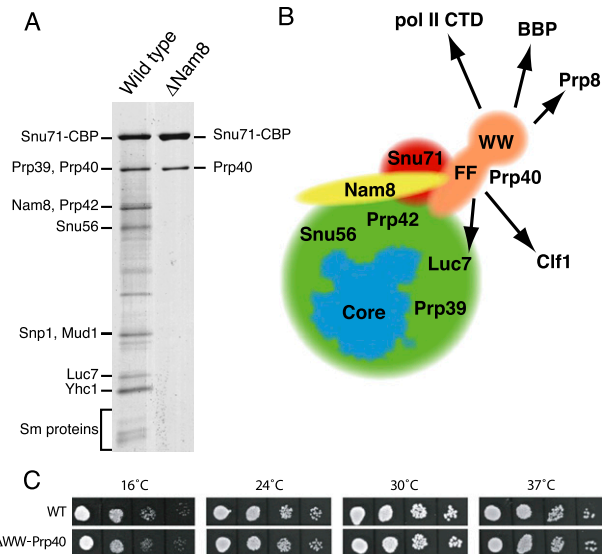 A
Wild type
ΔNam8
Snu71-CBP
Snu71-CBP
Prp39, Prp40
Prp40
Nam8, Prp42
Snu56
Snp1, Mud1
Luc7
Yhc1
Sm proteins
B
pol II CTD
BBP
Prp8
WW
Snu71
FF
Prp40
Nam8
Prp42
Snu56
Luc7
Clf1
Core
Prp39
C
16˚C
24˚C
30˚C
37˚C
WT
ΔWW-Prp40